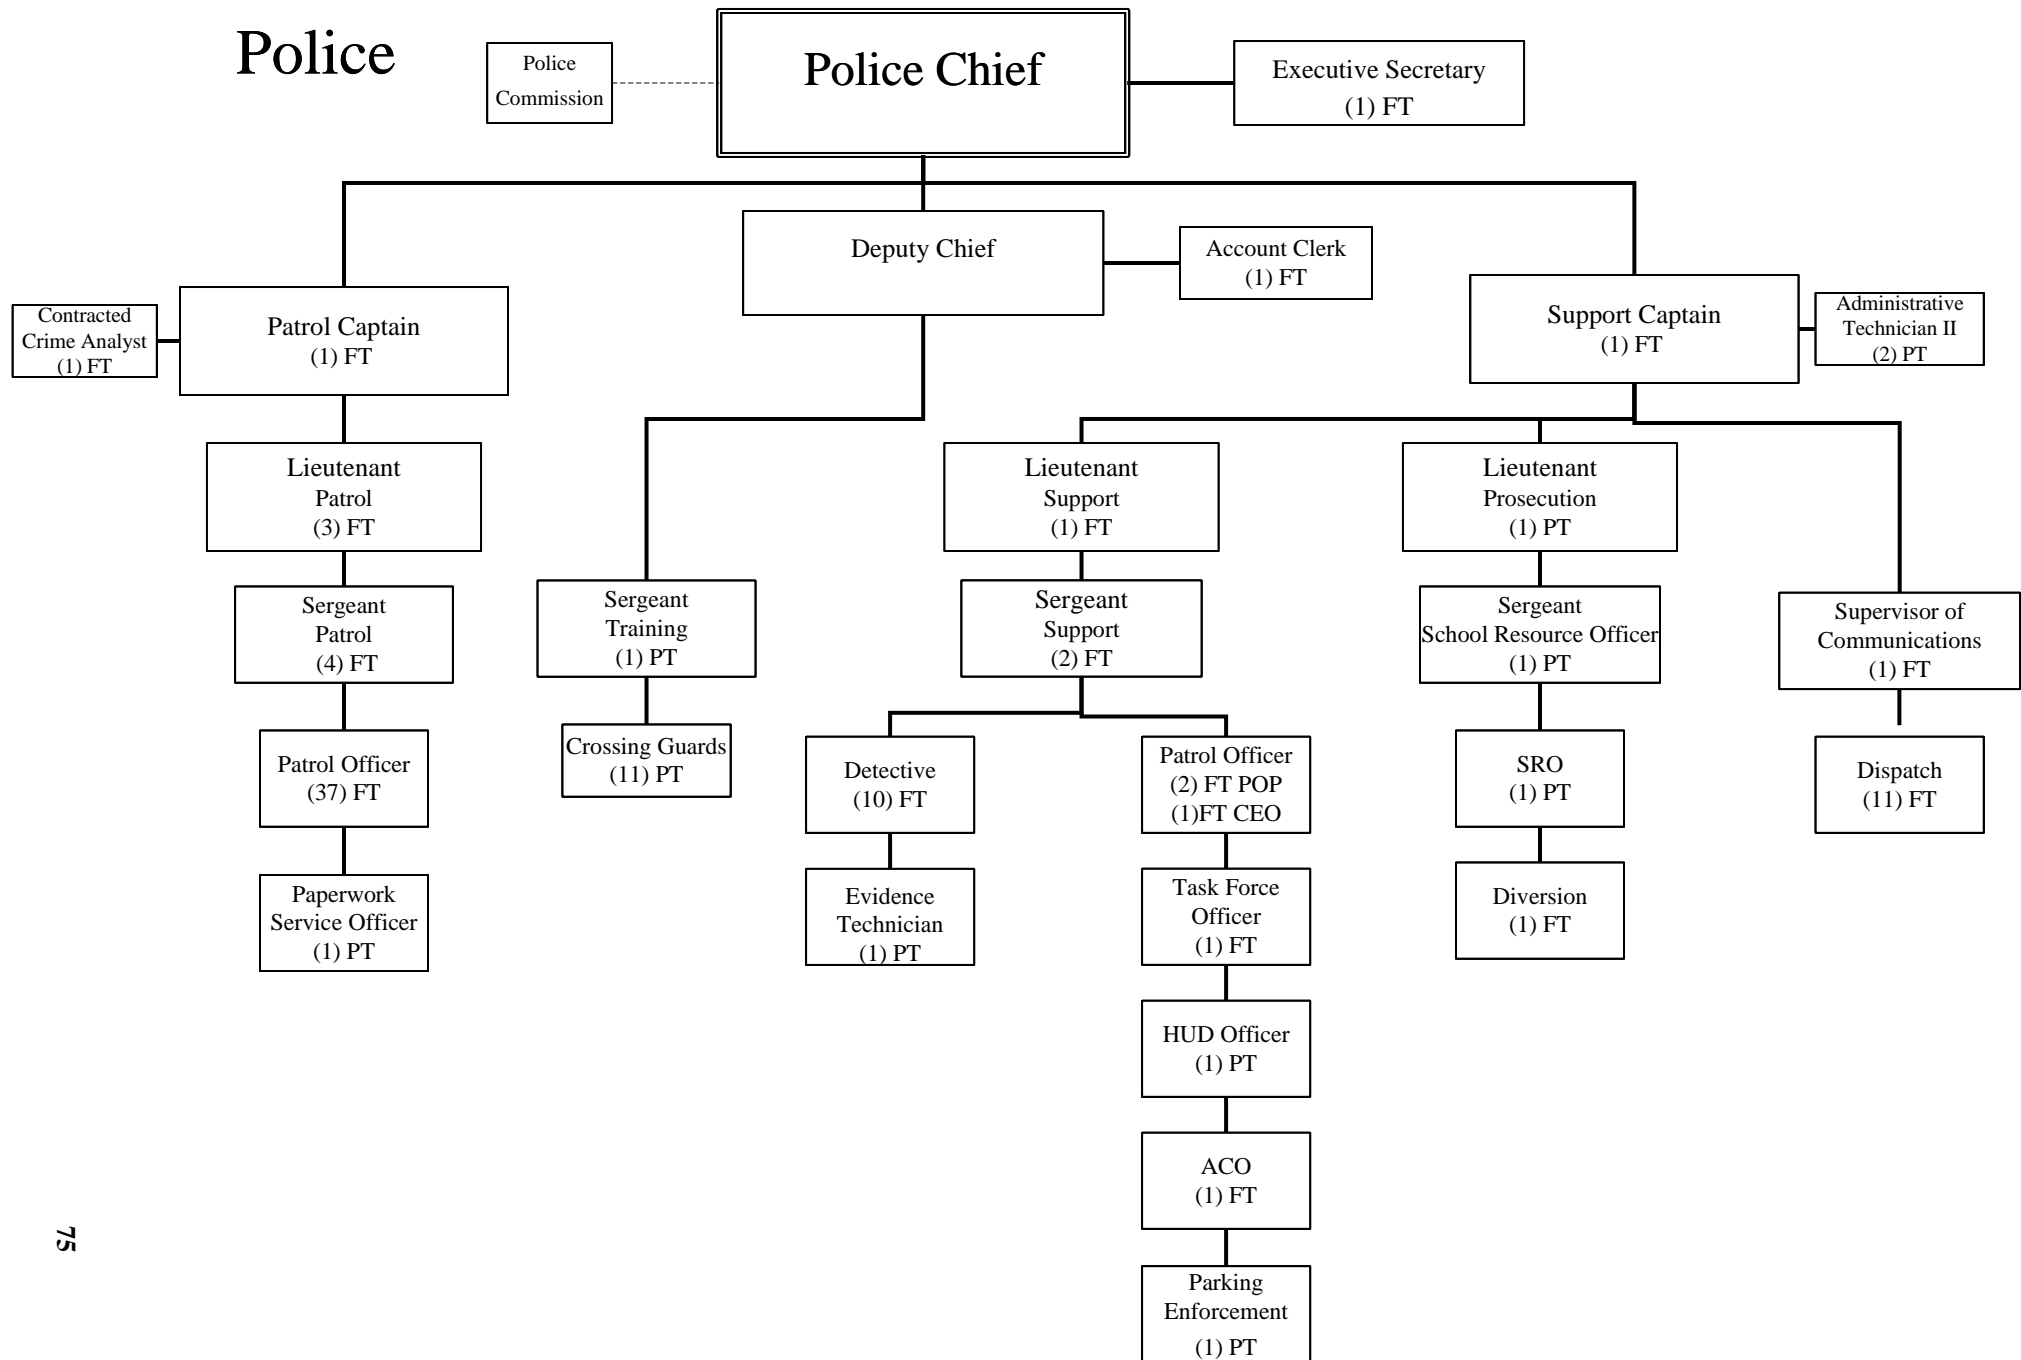 Police
Police
Commission
Police Chief
Executive Secretary
(1) FT
Deputy Chief
Account Clerk
(1) FT
Contracted
Crime Analyst
(1) FT
Patrol Captain
(1) FT
Support Captain
(1) FT
Administrative
Technician II
(2) PT
Lieutenant
Patrol
(3) FT
Lieutenant
Support
(1) FT
Lieutenant
Prosecution
(1) PT
Sergeant
Patrol
(4) FT
Sergeant
Training
(1) PT
Sergeant
Support
(2) FT
Sergeant
School Resource Officer
(1) PT
Supervisor of
Communications
(1) FT
Patrol Officer
(37) FT
Crossing Guards
(11) PT
Detective
(10) FT
Patrol Officer
(2) FT POP
(1)FT CEO
SRO
(1) PT
Dispatch
(11) FT
Paperwork
Service Officer
(1) PT
Evidence
Technician
(1) PT
Task Force
Officer
(1) FT
Diversion
(1) FT
HUD Officer
(1) PT
ACO
(1) FT
Parking
Enforcement
(1) PT
75